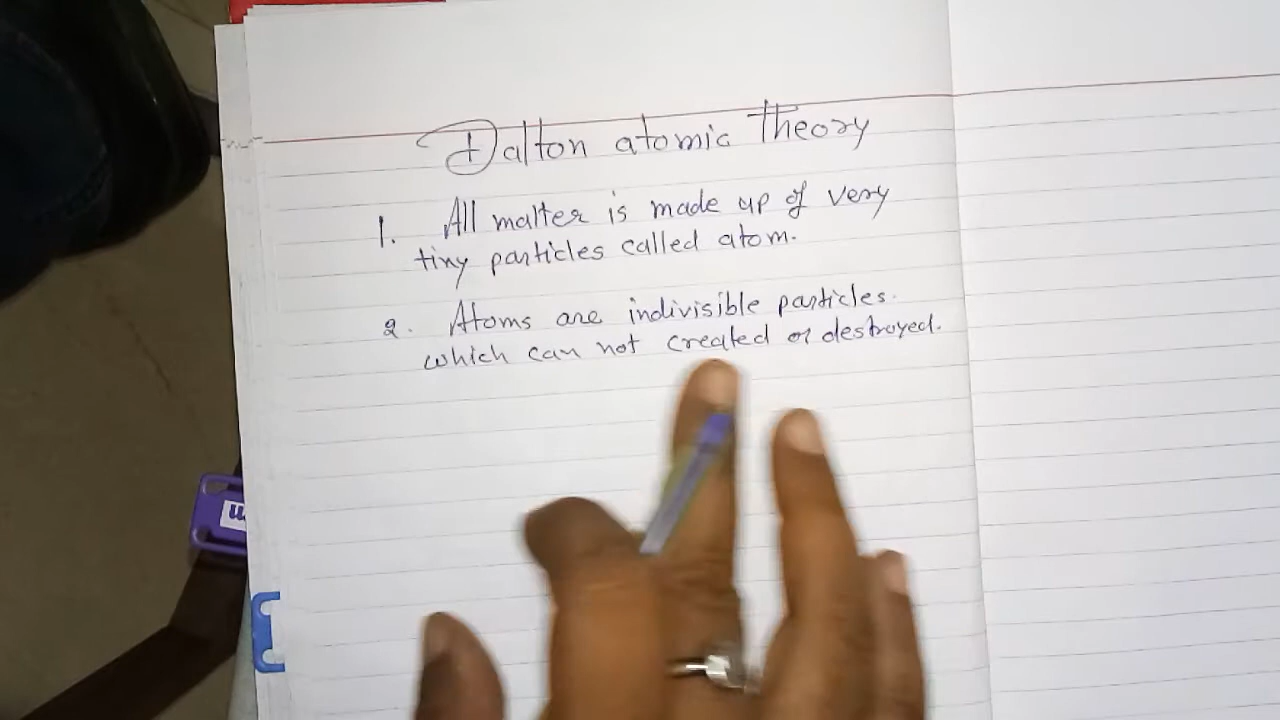 Dalton atomic theory
1. All matter is made up of very
tiny particles called atom.
2. Atoms are indivisible particles.
which can not created or destroyed.